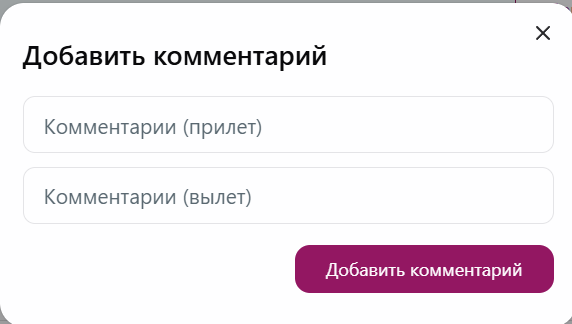 Добавить комментарий
Комментарии (прилет)
Комментарии (вылет)
Добавить комментарий